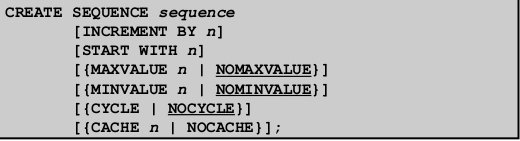 CREATE SEQUENCE sequence
[INCREMENT BY n]
[START WITH n]
[{MAXVALUE n | NOMAXVALUE}]
[{MINVALUE n | NOMINVALUE}]
[{CYCLE | NOCYCLE}]
[{CACHE n | NOCACHE}];